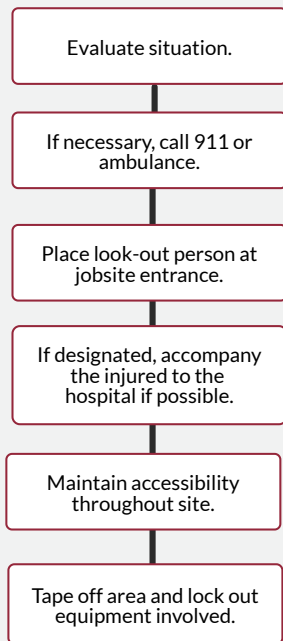 Evaluate situation.
If necessary, call 911 or
ambulance.
Place look-out person at
jobsite entrance.
If designated, accompany
the injured to the
hospital if possible.
Maintain accessibility
throughout site.
Tape off area and lock out
equipment involved.